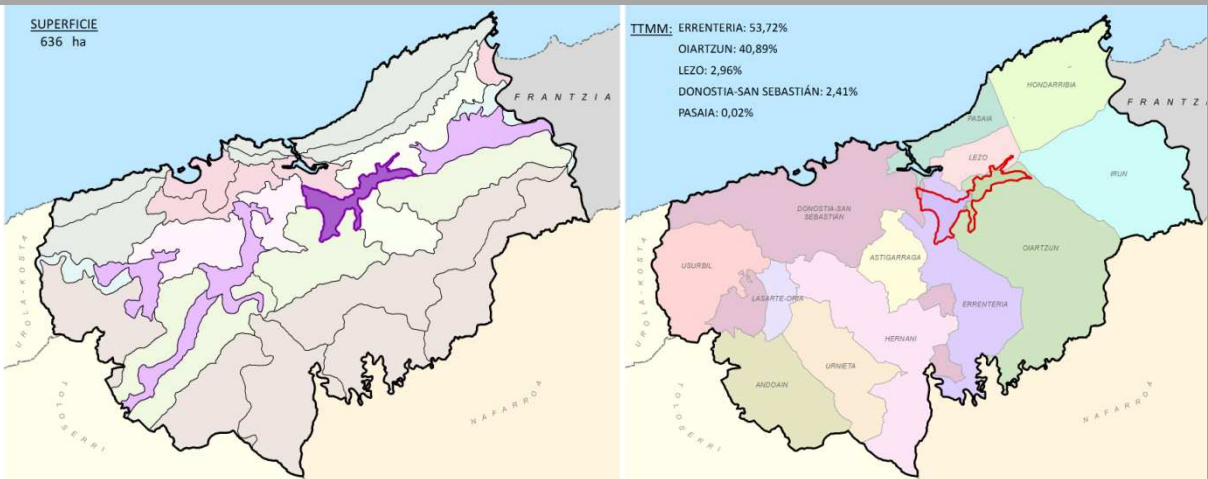 SUPERFICIE
636 ha
FRANTZIA
UROLA-KOSTA
TOLOSERRI
NAFARROA
TTMM: ERRENTERIA: 53,72%
OIARTZUN: 40,89%
LEZO: 2,96%
DONOSTIA-SAN SEBASTIÁN: 2,41%
PASAIA: 0,02%
HONDARRIBIA
FRANTZIA
PASAIA
LEZO
IRUN
DONOSTIA-SAN
SEBASTIÁN
OIARTZUN
ASTIGARRAGA
USURBIL
LASARTE-ORIA
ERRENTERIA
HERNANI
URNIETA
ANDOAIN
UROLA-KOSTA
TOLOSERRI
NAFARROA